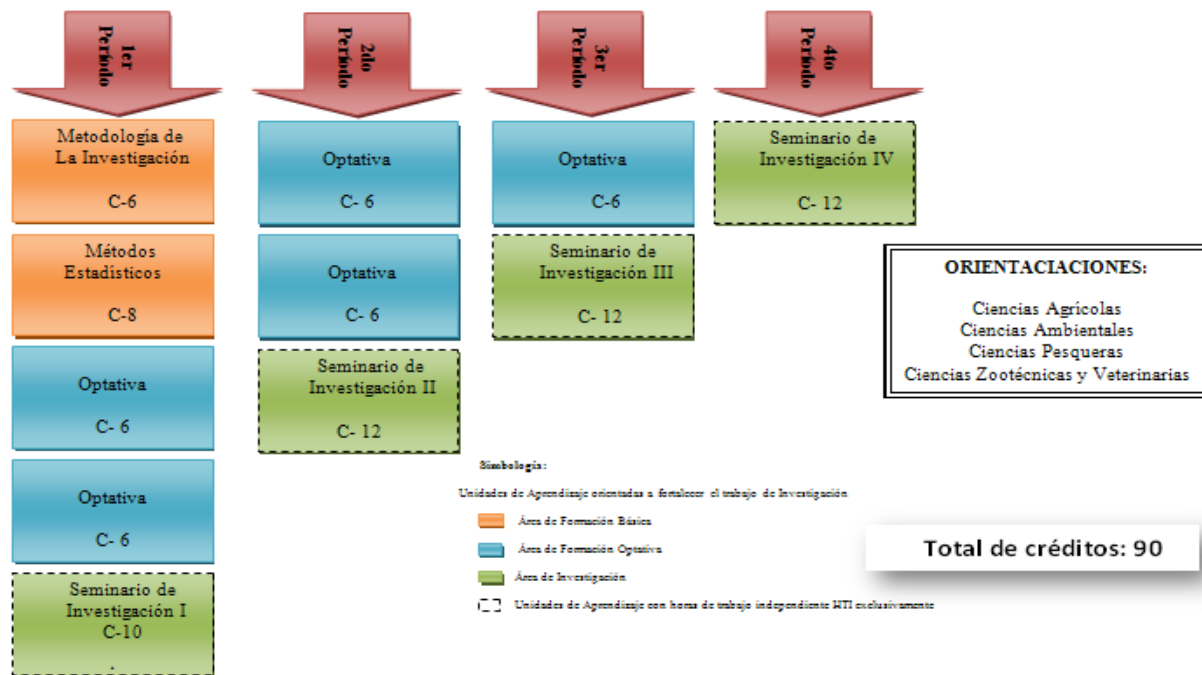 1er
Período
2do
Período
3er
Período
4to
Período
Metodología de
La Investigación
C-6
Métodos
Estadísticos
C-8
Optativa
C- 6
Optativa
C- 6
Seminario de
Investigación I
C-10
.
Optativa
C- 6
Optativa
C- 6
Seminario de
Investigación II
C- 12
Optativa
C-6
Seminario de
Investigación III
C- 12
Seminario de
Investigación IV
C- 12
ORIENTACIACIONES:
Ciencias Agrícolas
Ciencias Ambientales
Ciencias Pesqueras
Ciencias Zootécnicas y Veterinarias
Simbología:
Unidades de Aprendizaje orientadas a fortalecer el trabajo de Investigación
Área de Formación Básica
Área de Formación Optativa
Área de Investigación
Unidades de Aprendizaje con horas de trabajo independiente HTI exclusivamente
Total de créditos: 90